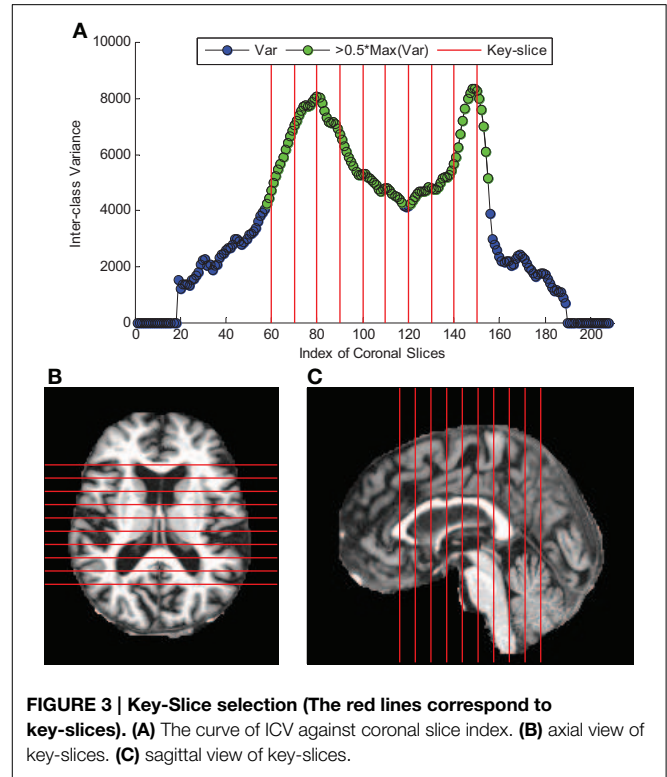 A
10000
8000
6000
4000
2000
0
Inter-class Variance
Var >0.5*Max(Var) Key-slice
0 20 40 60 80 100 120 140 160 180 200
Index of Coronal Slices
B C
FIGURE 3 | Key-Slice selection (The red lines correspond to
key-slices). (A) The curve of ICV against coronal slice index. (B) axial view of
key-slices. (C) sagittal view of key-slices.